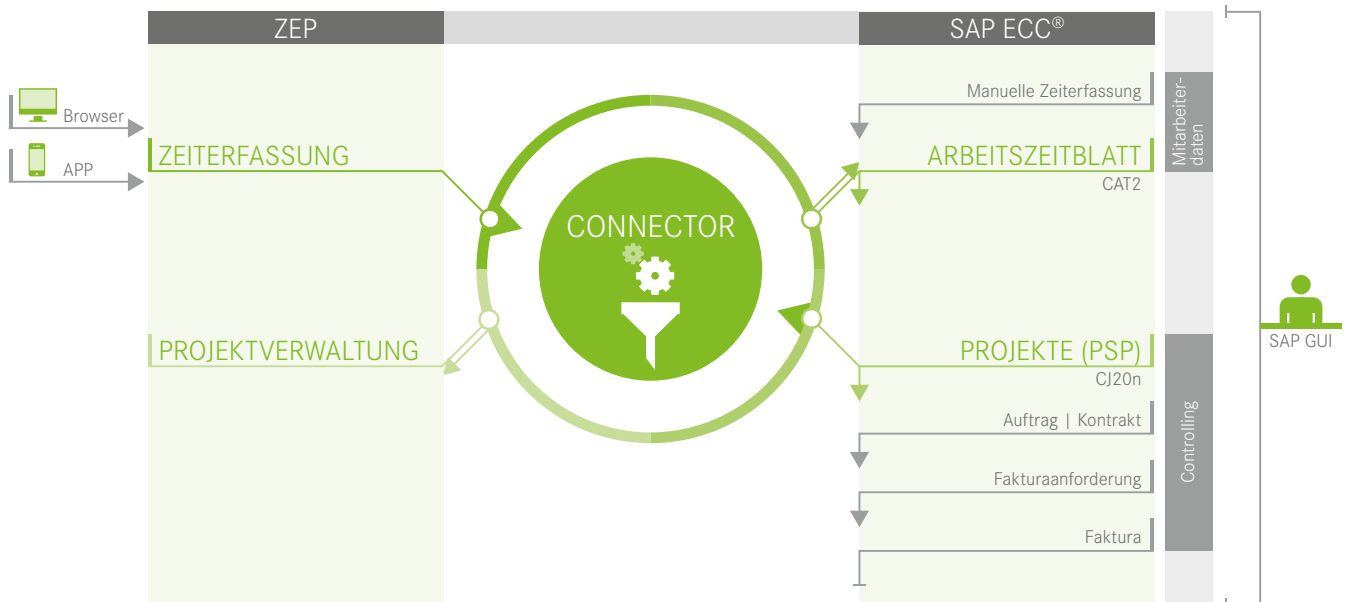 ZEP
SAP ECC®
Browser
APP
ZEITERFASSUNG
PROJEKTVERWALTUNG
CONNECTOR
Manuelle Zeiterfassung
ARBEITSZEITBLATT
CAT2
PROJEKTE (PSP)
CJ20n
Auftrag | Kontrakt
Fakturaanforderung
Faktura
Mitarbeiter-
daten
Controlling
SAP GUI